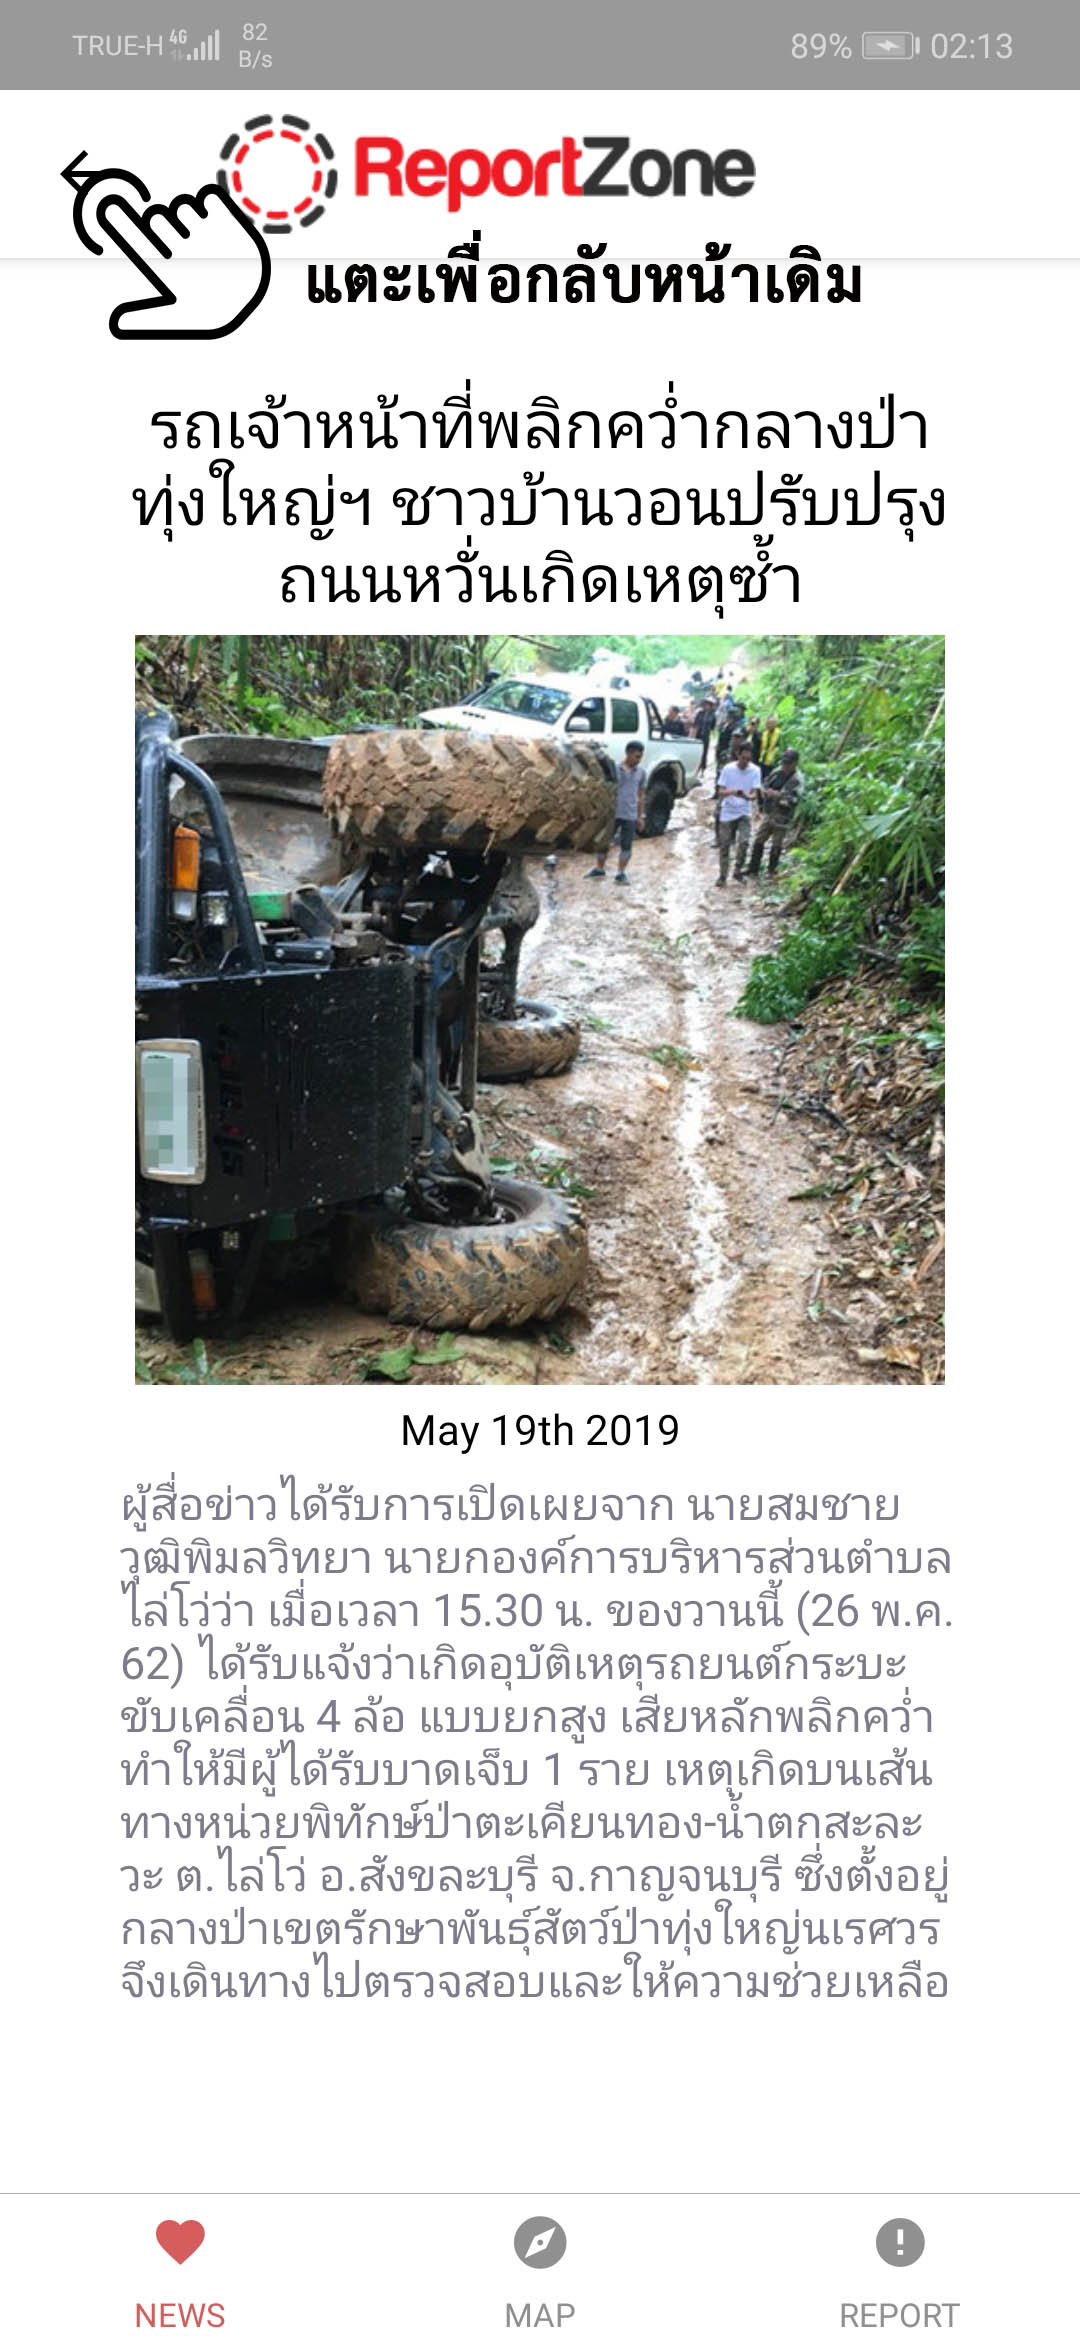 TRUE-H 4G 82 B/s 89% 02:13
ReportZone
แตะเพื่อกลับหน้าเดิม
รถเจ้าหน้าที่พลิกคว่ำกลางป่า
ทุ่งใหญ่ฯ ชาวบ้านวอนปรับปรุง
ถนนหวั่นเกิดเหตุซ้ำ
May 19th 2019
ผู้สื่อข่าวได้รับการเปิดเผยจาก นายสมชาย
วุฒิพิมลวิทยา นายกองค์การบริหารส่วนตำบล
ไล่โว่ว่า เมื่อเวลา 15.30 น. ของวานนี้ (26 พ.ค.
62) ได้รับแจ้งว่าเกิดอุบัติเหตุรถยนต์กระบะ
ขับเคลื่อน 4 ล้อ แบบยกสูง เสียหลักพลิกคว่ำ
ทำให้มีผู้ได้รับบาดเจ็บ 1 ราย เหตุเกิดบนเส้น
ทางหน่วยพิทักษ์ป่าตะเคียนทอง-น้ำตกสะละ
วะ ต.ไล่โว่ อ.สังขละบุรี จ.กาญจนบุรี ซึ่งตั้งอยู่
กลางป่าเขตรักษาพันธุ์สัตว์ป่าทุ่งใหญ่นเรศวร
จึงเดินทางไปตรวจสอบและให้ความช่วยเหลือ
NEWS MAP REPORT